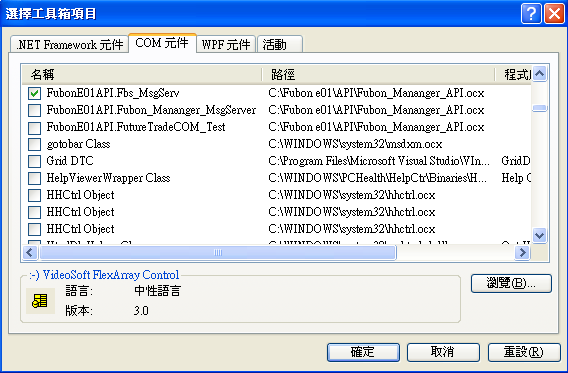 選擇工具箱項目
.NET Framework 元件 COM 元件 WPF 元件 活動
名稱 路徑 程式庫
FubonE01API.Fbs_MsgServ C:\Fubon e01\API\Fubon_Mananger_API.ocx
FubonE01API.Fubon_Mananger_MsgServer C:\Fubon e01\API\Fubon_Mananger_API.ocx
FubonE01API.FutureTradeCOM_Test C:\Fubon e01\API\Fubon_Mananger_API.ocx
gotobar Class C:\WINDOWS\system32\msdxm.ocx
Grid DTC C:\Program Files\Microsoft Visual Studio\VIn... GridD
HelpViewerWrapper Class C:\WINDOWS\PCHealth\HelpCtr\Binaries\H... Help C
HHCtrl Object C:\WINDOWS\system32\hhctrl.ocx
HHCtrl Object C:\WINDOWS\system32\hhctrl.ocx
HHCtrl Object C:\WINDOWS\system32\hhctrl.ocx
:-) VideoSoft FlexArray Control
語言: 中性語言
版本: 3.0
瀏覽(B)...
確定 取消 重設(R)